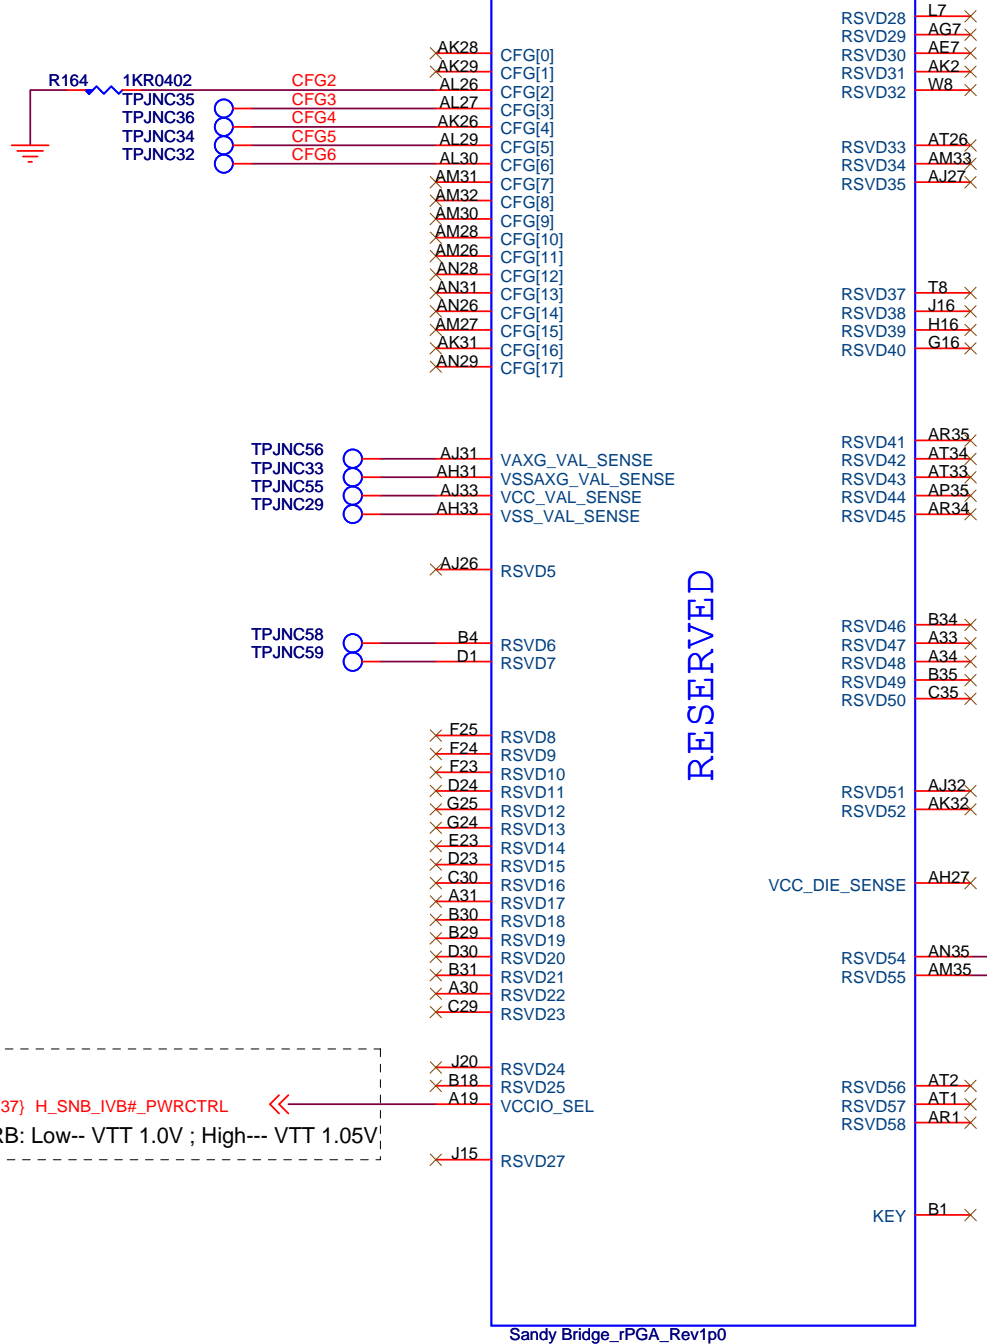 RSVD28 L7
RSVD29 AG7
RSVD30 AE7
RSVD31 AK2
RSVD32 W8
AK28 CFG[0]
AK29 CFG[1]
R164 1KR0402 CFG2 AL26 CFG[2]
TPJNC35 CFG3 AL27 CFG[3]
TPJNC36 CFG4 AK26 CFG[4]
TPJNC34 CFG5 AL29 CFG[5]
TPJNC32 CFG6 AL30 CFG[6]
AM31 CFG[7]
AM32 CFG[8]
AM30 CFG[9]
AM28 CFG[10]
AM26 CFG[11]
AN28 CFG[12]
AN31 CFG[13]
AN26 CFG[14]
AM27 CFG[15]
AK31 CFG[16]
AN29 CFG[17]
RSVD33 AT26
RSVD34 AM33
RSVD35 AJ27
RSVD37 T8
RSVD38 J16
RSVD39 H16
RSVD40 G16
TPJNC56 AJ31 VAXG_VAL_SENSE
TPJNC33 AH31 VSSAXG_VAL_SENSE
TPJNC55 AJ33 VCC_VAL_SENSE
TPJNC29 AH33 VSS_VAL_SENSE
RSVD41 AR35
RSVD42 AT34
RSVD43 AT33
RSVD44 AP35
RSVD45 AR34
AJ26 RSVD5
TPJNC58 B4 RSVD6
TPJNC59 D1 RSVD7
RESERVED
RSVD46 B34
RSVD47 A33
RSVD48 A34
RSVD49 B35
RSVD50 C35
F25 RSVD8
F24 RSVD9
F23 RSVD10
D24 RSVD11
G25 RSVD12
G24 RSVD13
E23 RSVD14
D23 RSVD15
C30 RSVD16
A31 RSVD17
B30 RSVD18
B29 RSVD19
D30 RSVD20
B31 RSVD21
A30 RSVD22
C29 RSVD23
RSVD51 AJ32
RSVD52 AK32
VCC_DIE_SENSE AH27
RSVD54 AN35
RSVD55 AM35
J20 RSVD24
B18 RSVD25
37} H_SNB_IVB#_PWRCTRL A19 VCCIO_SEL
RB: Low-- VTT 1.0V ; High--- VTT 1.05V
J15 RSVD27
RSVD56 AT2
RSVD57 AT1
RSVD58 AR1
KEY B1
Sandy Bridge_rPGA_Rev1p0